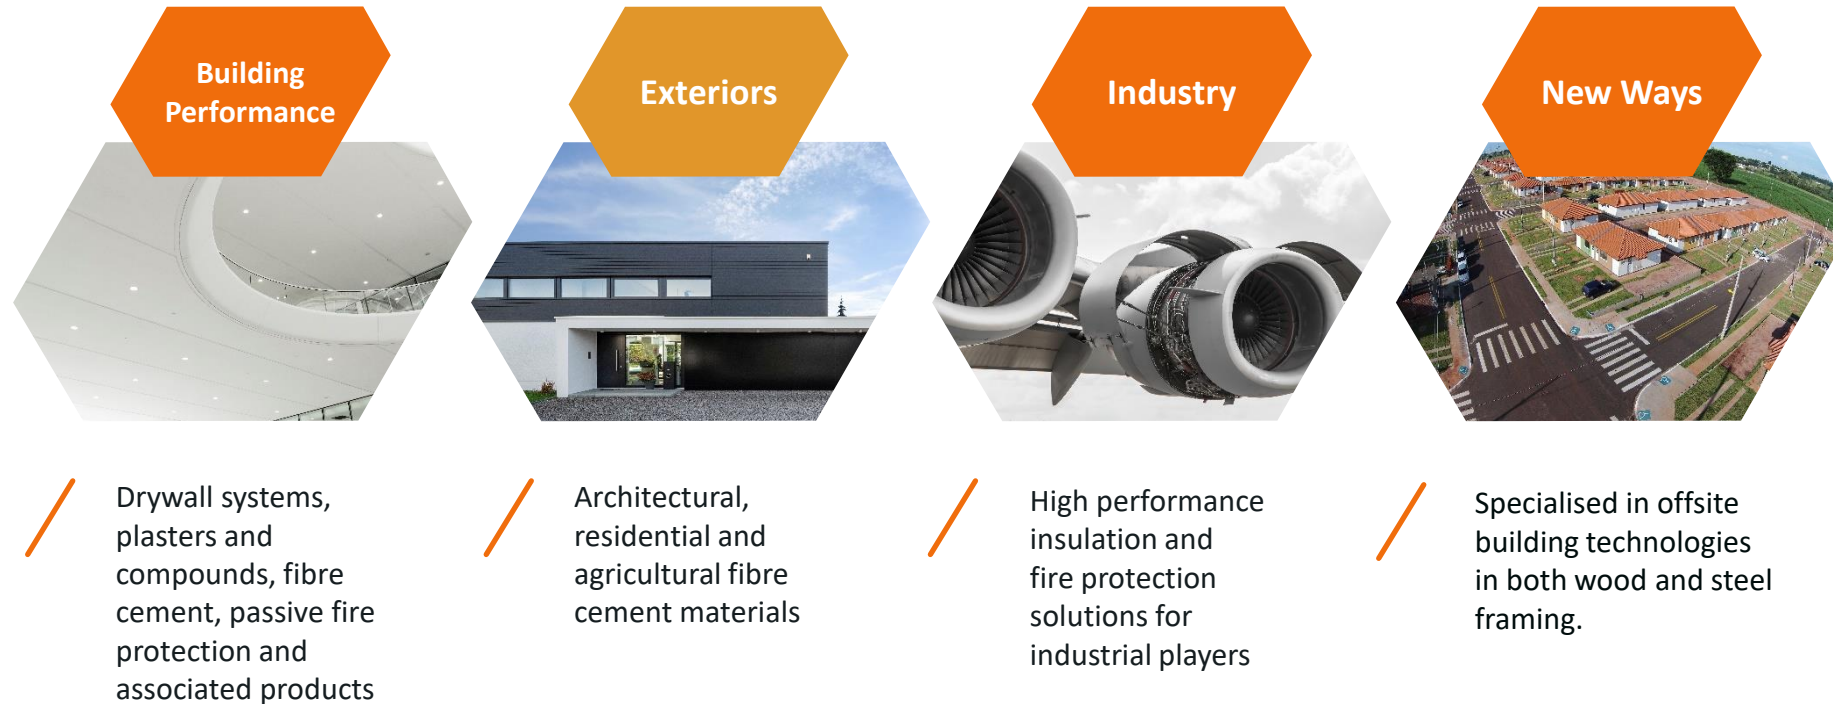 Building
Performance
Exteriors
Industry
New Ways
Drywall systems,
plasters and
compounds, fibre
cement, passive fire
protection and
associated products
Architectural,
residential and
agricultural fibre
cement materials
High performance
insulation and
fire protection
solutions for
industrial players
Specialised in offsite
building technologies
in both wood and steel
framing.